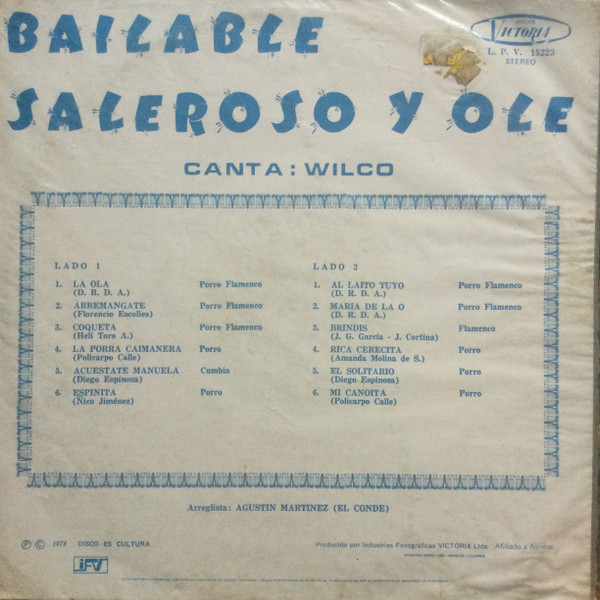 BAILABLE
DISCOS
VICTORIA
L. P. V. 15223
STEREO
SALEROSO Y OLE
CANTA : WILCO
LADO 1
1. LA OLA Porro Flamenco
(D. R. D. A.)
2. ARREMANGATE Porro Flamenco
(Florencio Escolies)
3. COQUETA Porro Flamenco
(Heli Toro A.)
4. LA PORRA CAIMANERA Porro
(Policarpo Calle)
5. ACUESTATE MANUELA Cumbia
(Diego Espinosa)
6. ESPINITA Porro
(Nico Jiménez)
LADO 2
1. AL LAITO TUYO Porro Flamenco
(D. R. D. A.)
2. MARIA DE LA O Porro Flamenco
(D. R. D. A.)
3. BRINDIS Flamenco
(J. G. García - J. Cortina)
4. RICA CERECITA Porro
(Amanda Molina de S.)
5. EL SOLITARIO Porro
(Diego Espinosa)
6. MI CANOITA Porro
(Policarpo Calle)
Arreglista: AGUSTIN MARTINEZ (EL CONDE)
Ⓟ © 1978 DISCO ES CULTURA
Producido por Industrias Fonográficas VICTORIA Ltda. Afiliado a
IFV